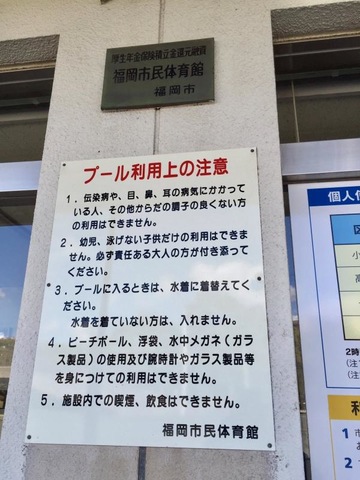 厚生年金保険積立金還元融資
福岡市民体育館
福岡市
プール利用上の注意
1．伝染病や、目、鼻、耳の病気にかかって
いる人、その他からだの調子の良くない方
の利用はできません。
2．幼児、泳げない子供だけの利用はできま
せん。必ず責任ある大人の方が付き添って
ください。
3．プールに入るときは、水着に着替えてく
ださい。
水着を着ていない方は、入れません。
4．ビーチボール、浮袋、水中メガネ（ガラ
ス製品）の使用及び腕時計やガラス製品等
を身につけての利用はできません。
5．施設内での喫煙、飲食はできません。
福岡市民体育館
個人
区
小
高
2時
（注
（注
1 市
お
2